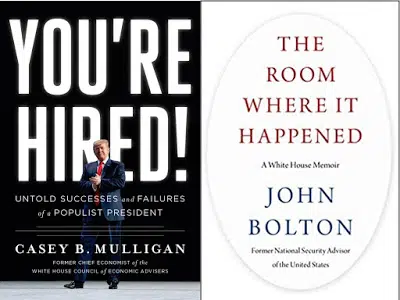 YOU'RE
HIRED!
UNTOLD SUCCESSES and FAILURES
of a POPULIST PRESIDENT
CASEY B. MULLIGAN
FORMER CHIEF ECONOMIST of the
WHITE HOUSE COUNCIL of ECONOMIC ADVISERS
THE
ROOM
WHERE IT
HAPPENED
A White House Memoir
JOHN
BOLTON
Former National Security Advisor
of the United States